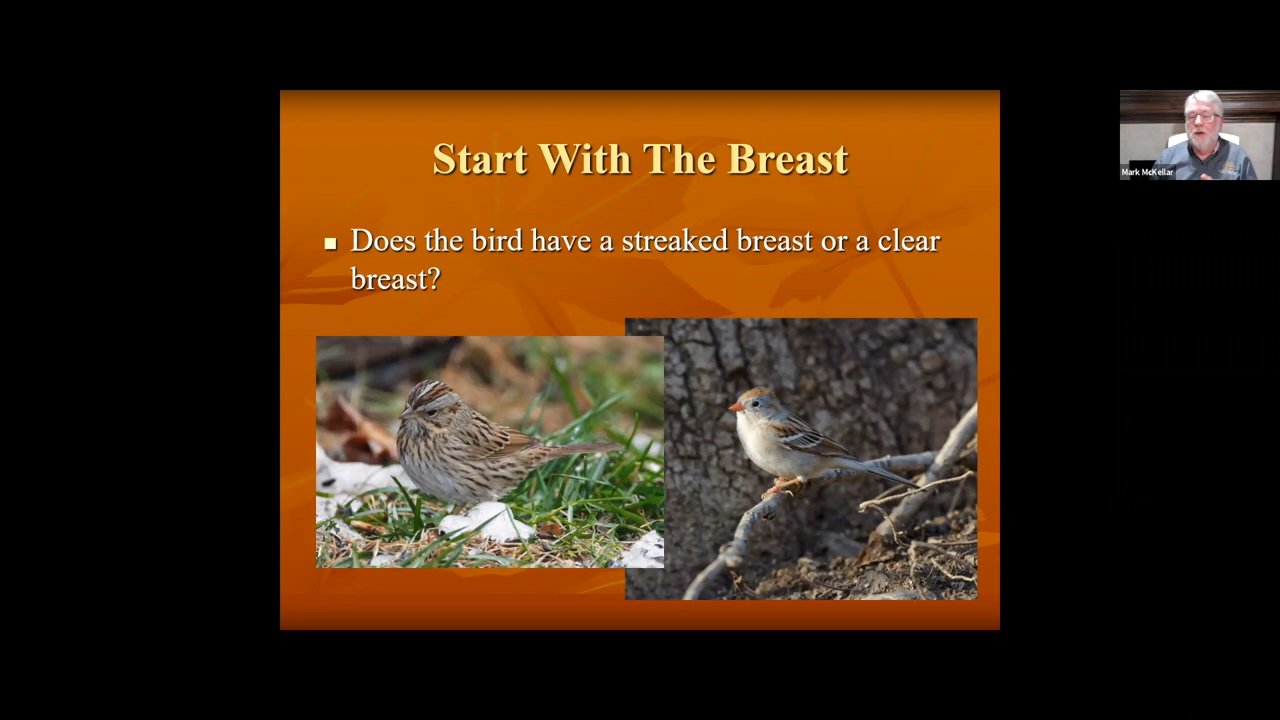 Start With The Breast
Does the bird have a streaked breast or a clear
breast?
Mark McKellar